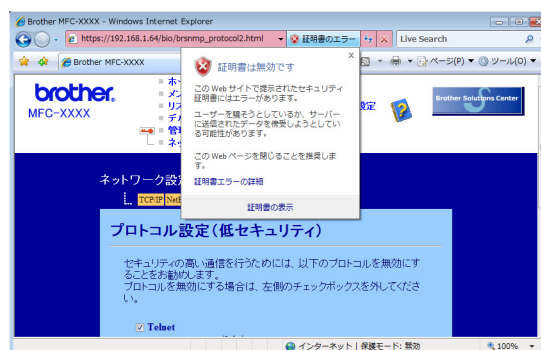 Brother MFC-XXXX - Windows Internet Explorer
https://192.168.1.64/bio/brsnmp_protocol2.html
証明書のエラー
Live Search
Brother MFC-XXXX
ページ(P)
ツール(O)
brother
MFC-XXXX
Brother Solutions Center
証明書は無効です
この Web サイトで提示されたセキュリティ
証明書にはエラーがあります。
ユーザーを騙そうとしているか、サーバー
に送信されたデータを傍受しようとしてい
る可能性があります。
この Web ページを閉じることを推奨しま
す。
証明書エラーの詳細
証明書の表示
ネットワーク設
TCP/IP
プロトコル設定(低セキュリティ)
セキュリティの高い通信を行うためには、以下のプロトコルを無効にす
ることをお勧めします。
プロトコルを無効にする場合は、左側のチェックボックスを外してくださ
い。
Telnet
インターネット | 保護モード: 無効
100%